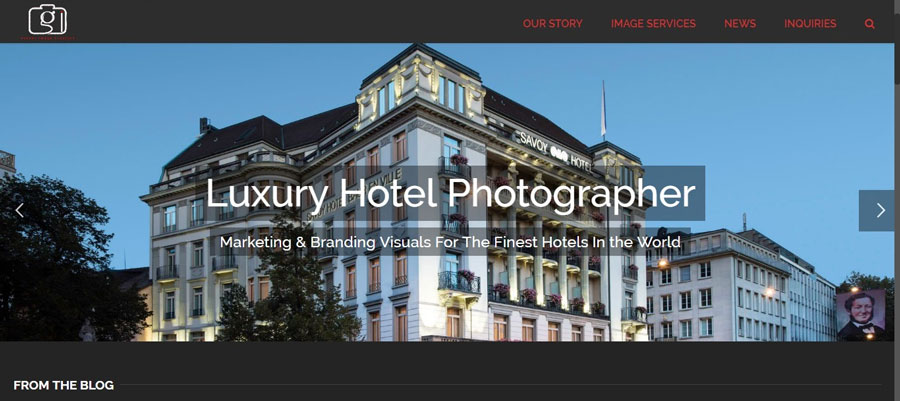 g
OUR STORY IMAGE SERVICES NEWS INQUIRIES
SAVOY HOTEL
Luxury Hotel Photographer
Marketing & Branding Visuals For The Finest Hotels In the World
FROM THE BLOG